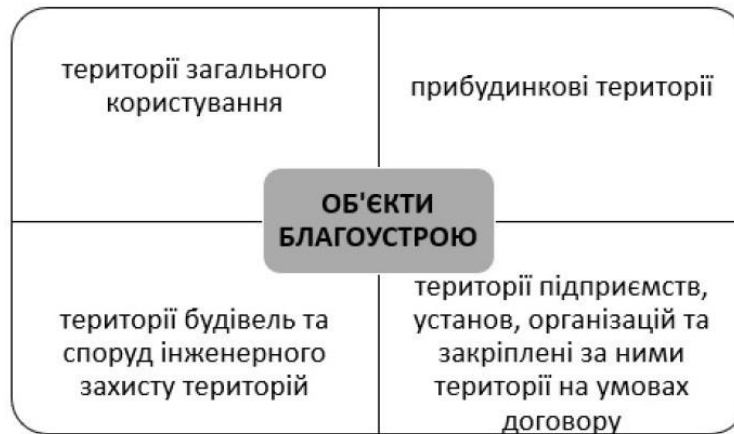 території загального
користування
прибудинкові території
ОБ'ЄКТИ
БЛАГОУСТРОЮ
території будівель та
споруд інженерного
захисту територій
території підприємств,
установ, організацій та
закріплені за ними
території на умовах
договору